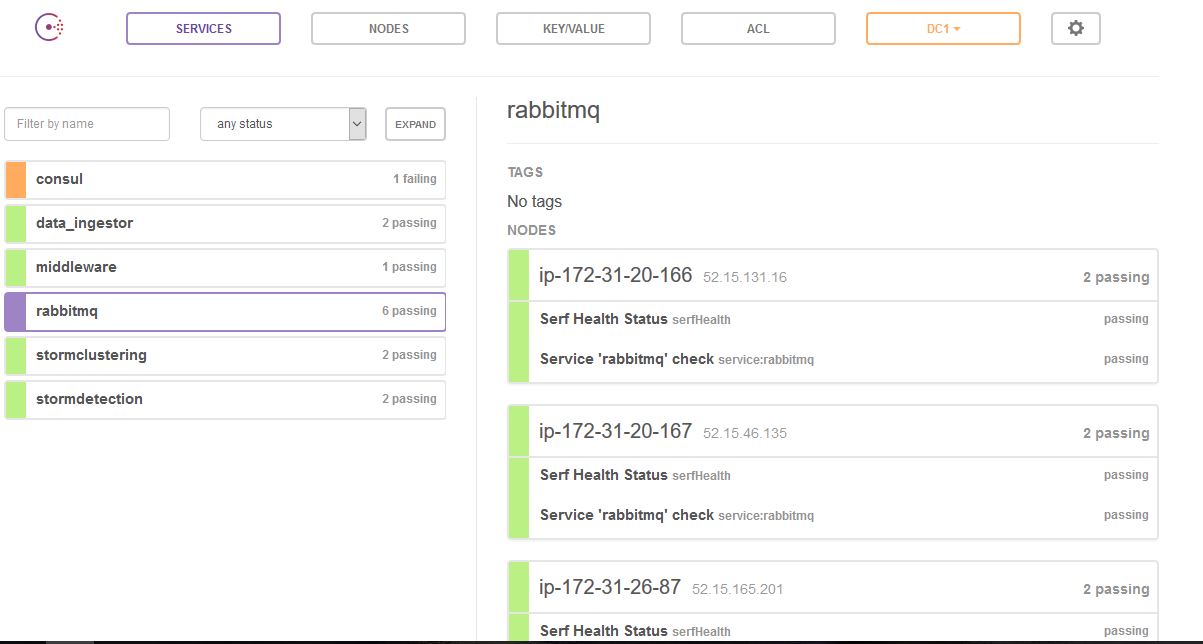 SERVICES NODES KEY/VALUE ACL DC1
Filter by name any status EXPAND
consul 1 failing
data_ingestor 2 passing
middleware 1 passing
rabbitmq 6 passing
stormclustering 2 passing
stormdetection 2 passing
rabbitmq
TAGS
No tags
NODES
ip-172-31-20-166 52.15.131.16 2 passing
Serf Health Status serfHealth passing
Service 'rabbitmq' check service:rabbitmq passing
ip-172-31-20-167 52.15.46.135 2 passing
Serf Health Status serfHealth passing
Service 'rabbitmq' check service:rabbitmq passing
ip-172-31-26-87 52.15.165.201 2 passing
Serf Health Status serfHealth passing